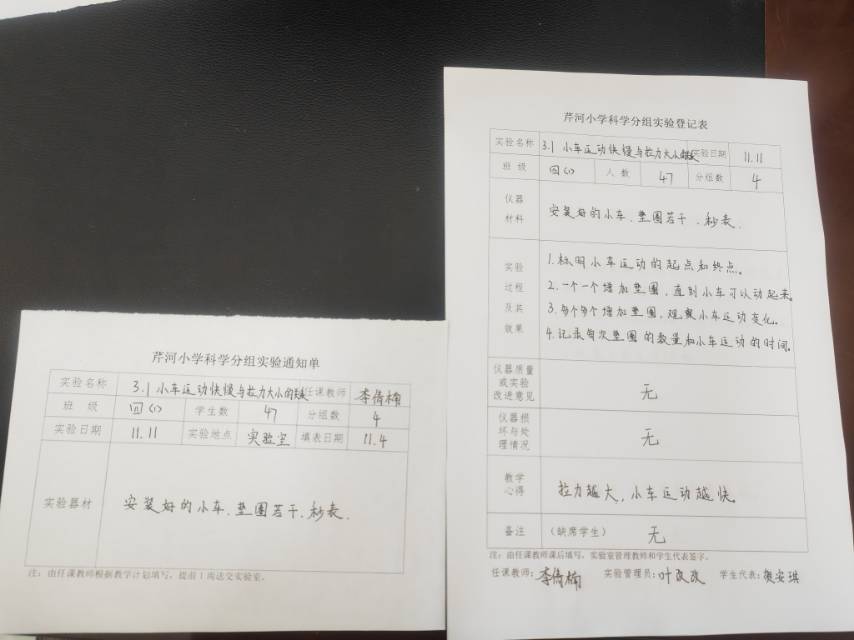 芹河小学科学分组实验通知单
实验名称 3.1 小车运动快慢与拉力大小的关系 任课教师 李倩楠
班 级 四(1) 学生数 47 分组数 4
实验日期 11.11 实验地点 实验室 填表日期 11.4
实验器材 安装好的小车、垫圈若干、秒表.
注：由任课教师根据教学计划填写，提前1周送交实验室。
芹河小学科学分组实验登记表
实验名称 3.1 小车运动快慢与拉力大小的关系 实验日期 11.11
班 级 四(1) 人 数 47 分组数 4
仪器
材料
安装好的小车、垫圈若干、秒表.
实验
过程
及其
效果
1.标明小车运动的起点和终点。
2.一个一个增加垫圈，直到小车可以动起来。
3.每个每个增加垫圈，观察小车运动变化。
4.记录每次垫圈的数量和小车运动的时间。
仪器质量
或实验
改进意见
无
仪器损
坏与处
理情况
无
教学
心得
拉力越大，小车运动越快。
备注 (缺席学生) 无
注：由任课教师课后填写，实验室管理教师和学生代表签字。
任课教师：李倩楠 实验管理员：叶改改 学生代表：贺安琪